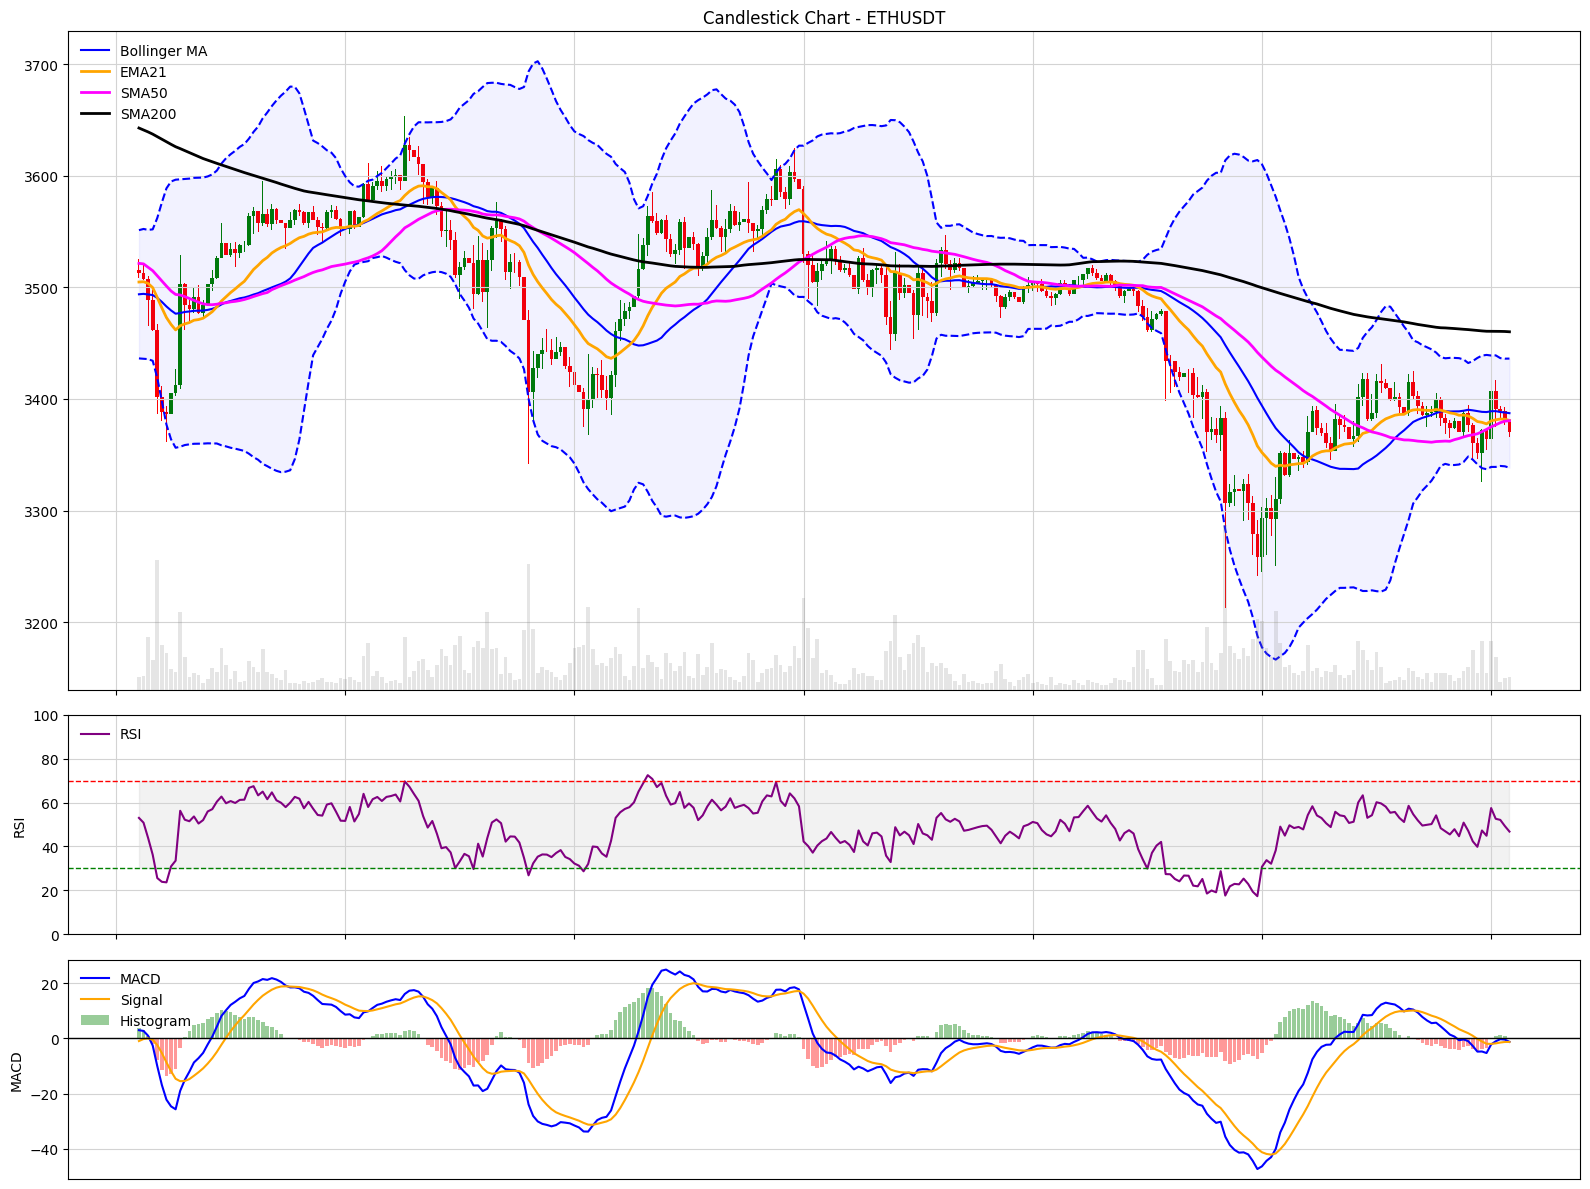 Candlestick Chart - ETHUSDT
Bollinger MA
EMA21
SMA50
SMA200
3700
3600
3500
3400
3300
3200
RSI
100
80
60
40
20
0
RSI
MACD
Signal
Histogram
20
0
−20
−40
MACD